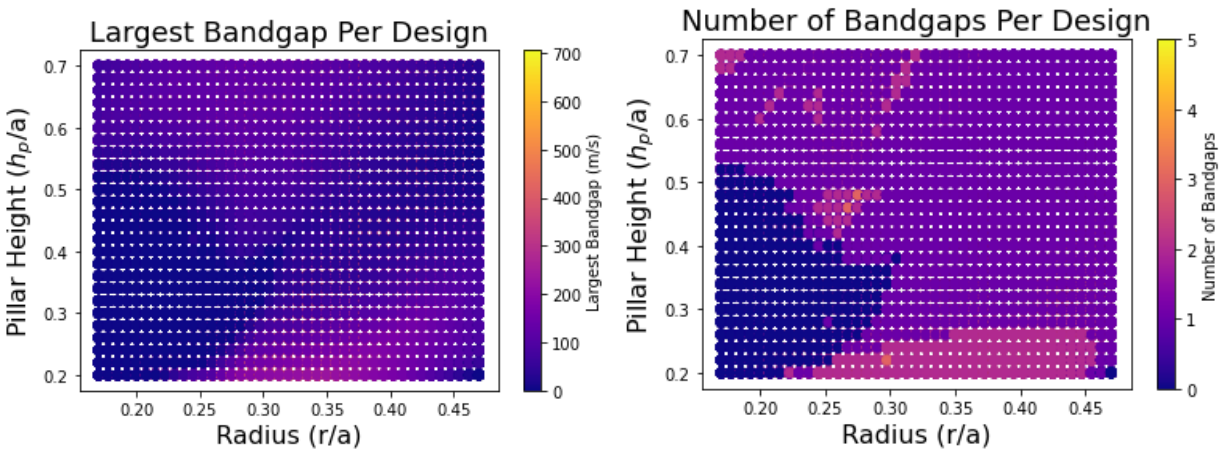 Largest Bandgap Per Design
Pillar Height (hₚ/a)
0.7
0.6
0.5
0.4
0.3
0.2
0.20 0.25 0.30 0.35 0.40 0.45
Radius (r/a)
700
600
500
400
300
200
100
0
Largest Bandgap (m/s)
Number of Bandgaps Per Design
Pillar Height (hₚ/a)
0.7
0.6
0.5
0.4
0.3
0.2
0.20 0.25 0.30 0.35 0.40 0.45
Radius (r/a)
5
4
3
2
1
0
Number of Bandgaps